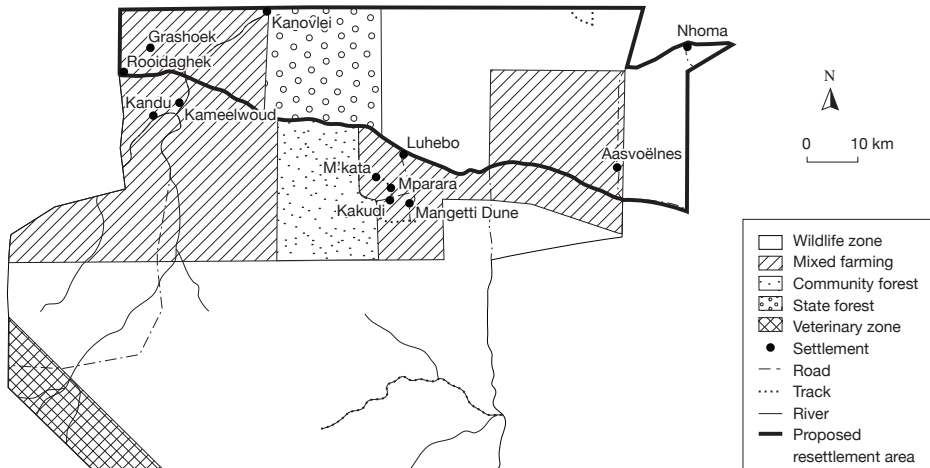 Kanovlei
Grashoek
Rooidaghek
Kandu
Kameelwoud
Luhebo
M'kata
Mparara
Kakudi
Mangetti Dune
Aasvoëlnes
Nhoma
N
0 10 km
Wildlife zone
Mixed farming
Community forest
State forest
Veterinary zone
Settlement
Road
Track
River
Proposed
resettlement area